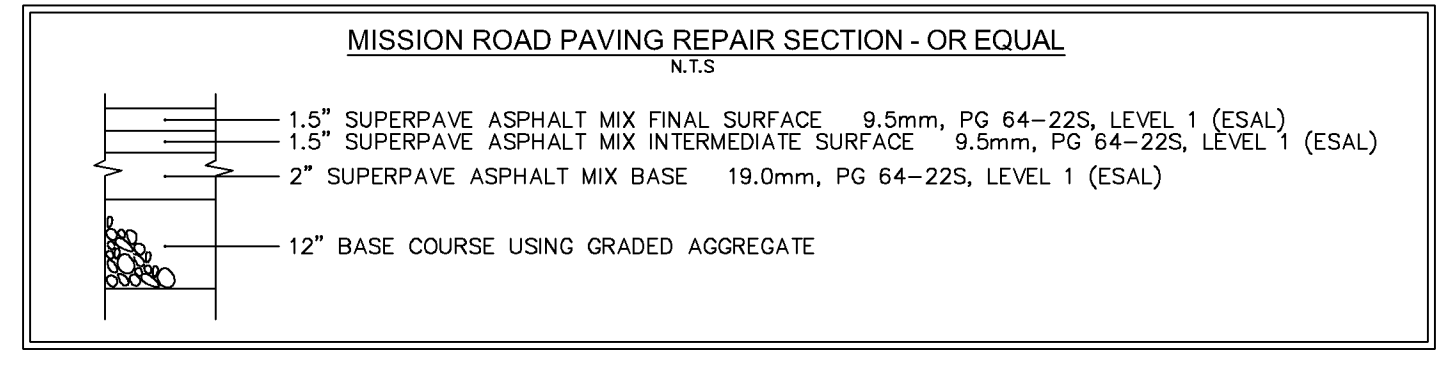 MISSION ROAD PAVING REPAIR SECTION - OR EQUAL
N.T.S
1.5" SUPERPAVE ASPHALT MIX FINAL SURFACE 9.5mm, PG 64-22S, LEVEL 1 (ESAL)
1.5" SUPERPAVE ASPHALT MIX INTERMEDIATE SURFACE 9.5mm, PG 64-22S, LEVEL 1 (ESAL)
2" SUPERPAVE ASPHALT MIX BASE 19.0mm, PG 64-22S, LEVEL 1 (ESAL)
12" BASE COURSE USING GRADED AGGREGATE